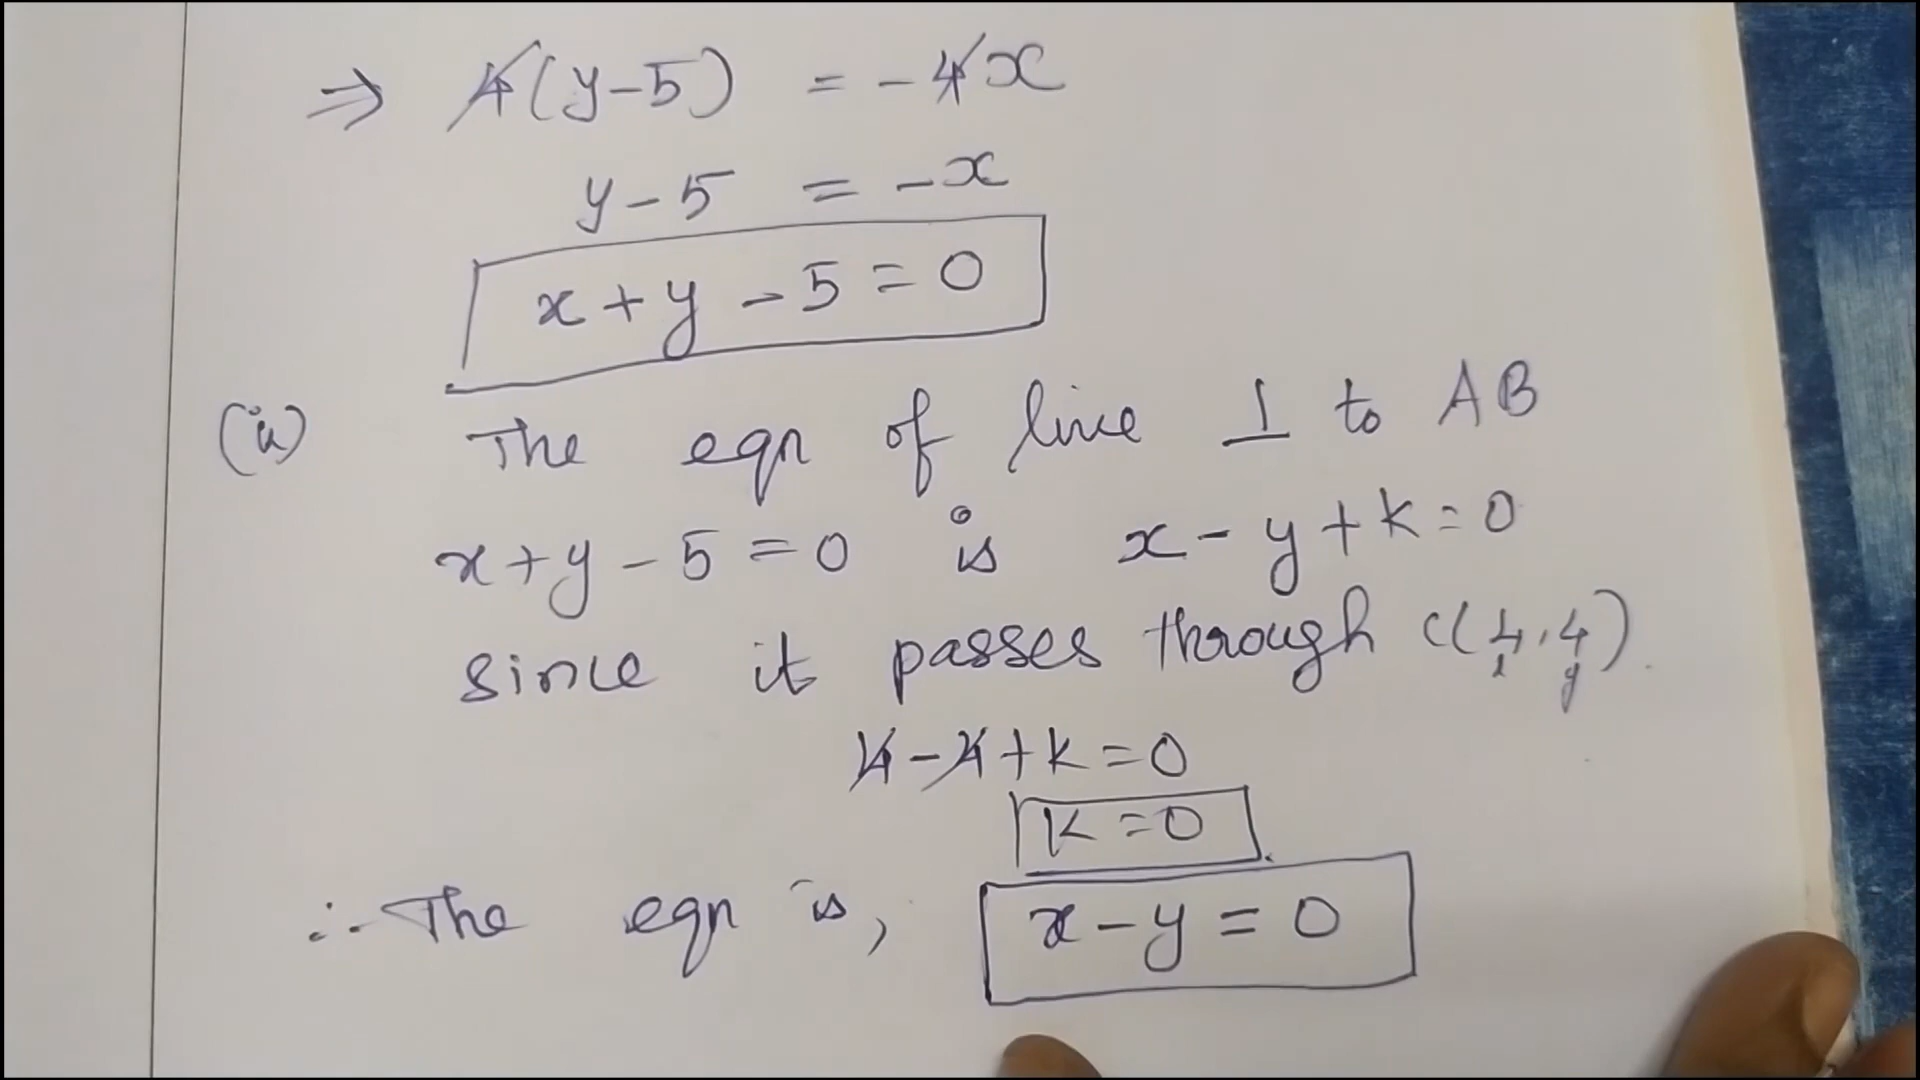 ⇒ 4(y-5) = -4x
y-5 = -x
x+y-5=0
(ii) The eqn of line ⊥ to AB
x+y-5=0 is x-y+k=0
since it passes through C(4,4)
x y
4-4+k=0
k=0
∴ The eqn is, x-y=0